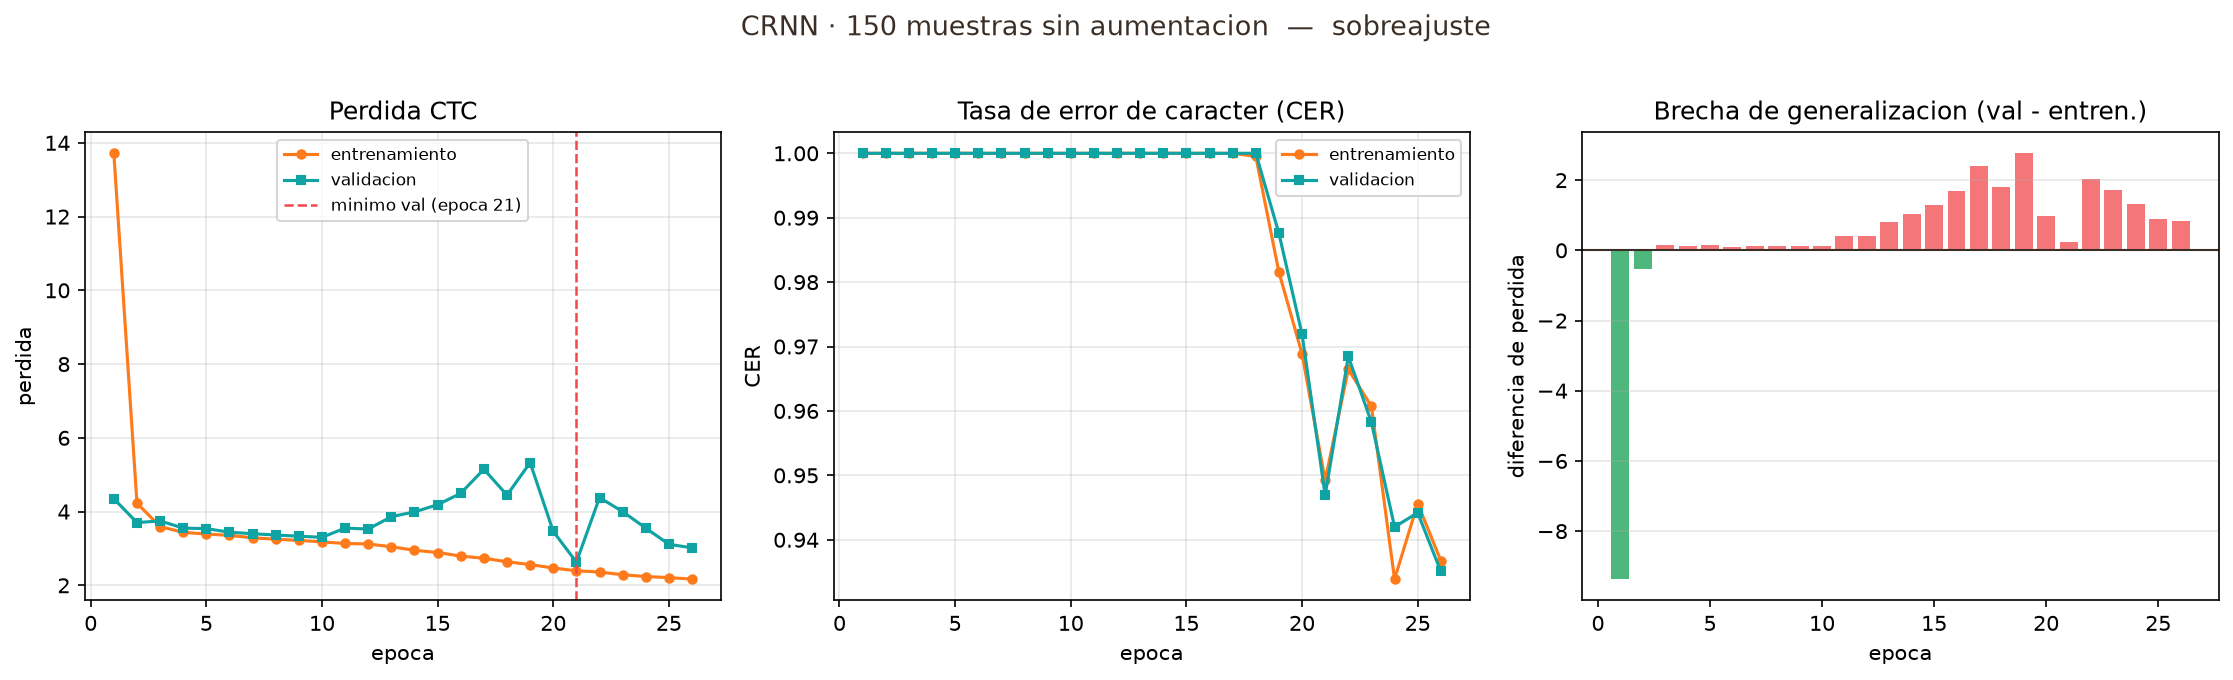 CRNN · 150 muestras sin aumentacion — sobreajuste
Perdida CTC
perdida
14
12
10
8
6
4
2
entrenamiento
validacion
minimo val (epoca 21)
0 5 10 15 20 25
epoca
Tasa de error de caracter (CER)
CER
1.00
0.99
0.98
0.97
0.96
0.95
0.94
entrenamiento
validacion
0 5 10 15 20 25
epoca
Brecha de generalizacion (val - entren.)
diferencia de perdida
2
0
−2
−4
−6
−8
0 5 10 15 20 25
epoca